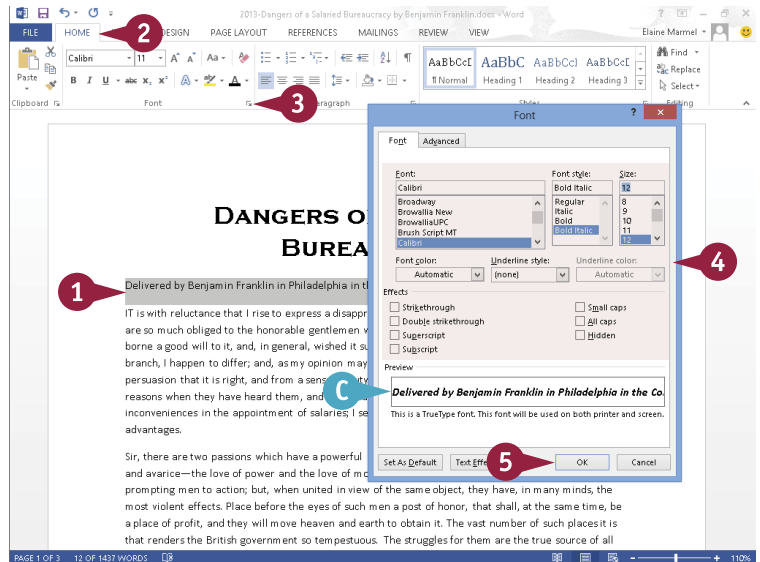 2013-Dangers of a Salaried Bureaucracy by Benjamin Franklin.docx - Word
FILE HOME DESIGN PAGE LAYOUT REFERENCES MAILINGS REVIEW VIEW Elaine Marmel
2
Paste
Calibri 11 A A Aa
B I U abc X₂ X² A ab A
AaBbCcI AaBbC AaBbCcI AaBbCcI
¶ Normal Heading 1 Heading 2 Heading 3
Find
Replace
Select
Clipboard Font 3 Paragraph Styles Editing
Font
Font Advanced
Font: Font style: Size:
Calibri Bold Italic 12
Broadway Regular 8
Browallia New Italic 9
BrowalliaUPC Bold 10
Brush Script MT Bold Italic 11
Calibri 12
Font color: Underline style: Underline color:
Automatic (none) Automatic
4
Effects
Strikethrough Small caps
Double strikethrough All caps
Superscript Hidden
Subscript
Preview
C
Delivered by Benjamin Franklin in Philadelphia in the Co
This is a TrueType font. This font will be used on both printer and screen.
Set As Default Text Effe 5 OK Cancel
DANGERS O
BUREA
1
Delivered by Benjamin Franklin in Philadelphia in th
IT is with reluctance that I rise to express a disappr
are so much obliged to the honorable gentlemen w
borne a good will to it, and, in general, wished it su
branch, I happen to differ; and, as my opinion may
persuasion that it is right, and from a sense
reasons when they have heard them, and
inconveniences in the appointment of salaries; I se
advantages.
Sir, there are two passions which have a powerful
and avarice—the love of power and the love of mo
prompting men to action; but, when united in view of the same object, they have, in many minds, the
most violent effects. Place before the eyes of such men a post of honor, that shall, at the same time, be
a place of profit, and they will move heaven and earth to obtain it. The vast number of such places it is
that renders the British government so tempestuous. The struggles for them are the true source of all
PAGE 1 OF 3 12 OF 1437 WORDS 110%